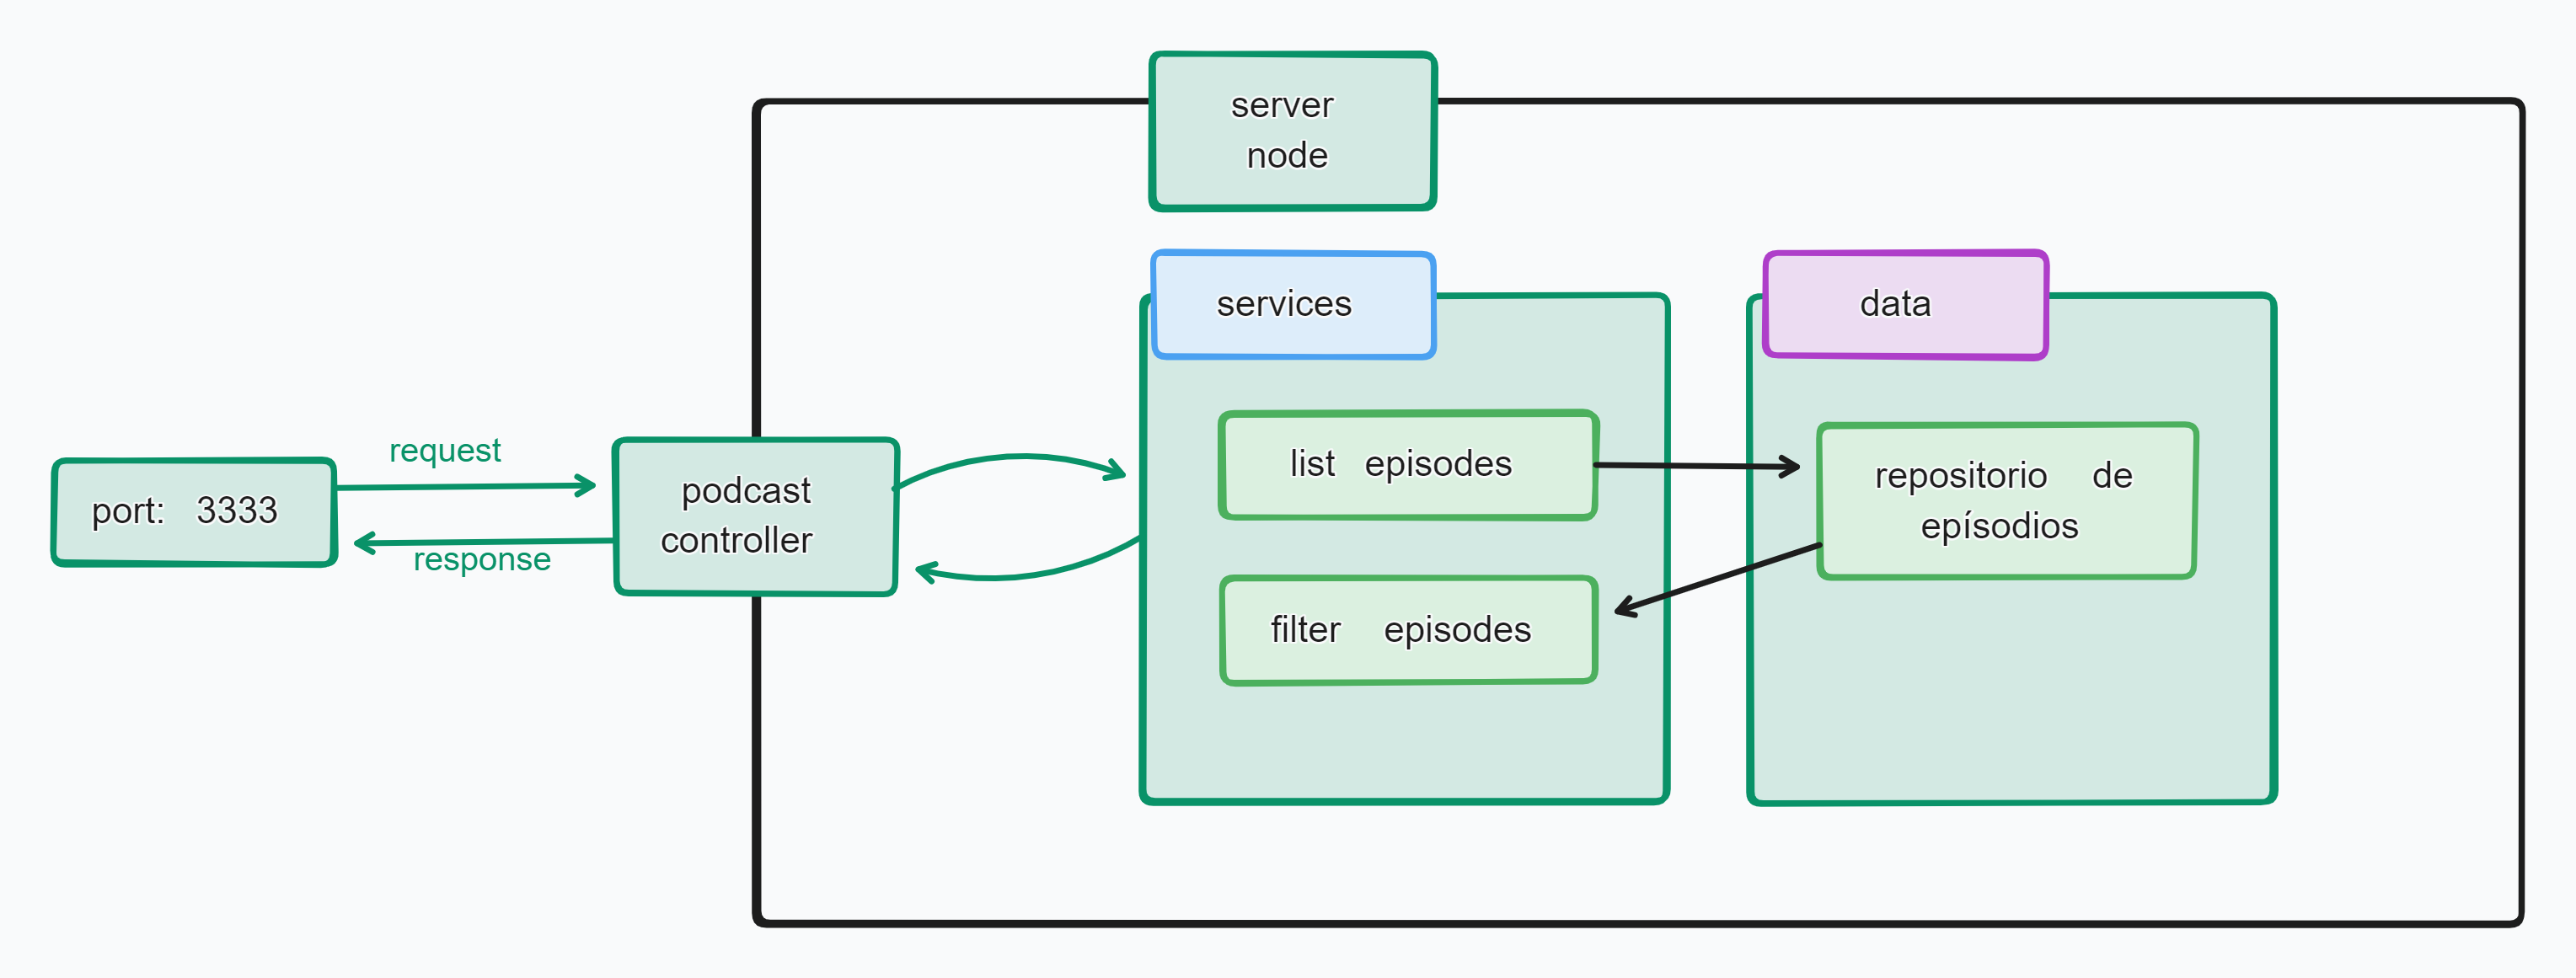 server
node
services
data
request
port: 3333
response
podcast
controller
list episodes
filter episodes
repositorio de
epísodios